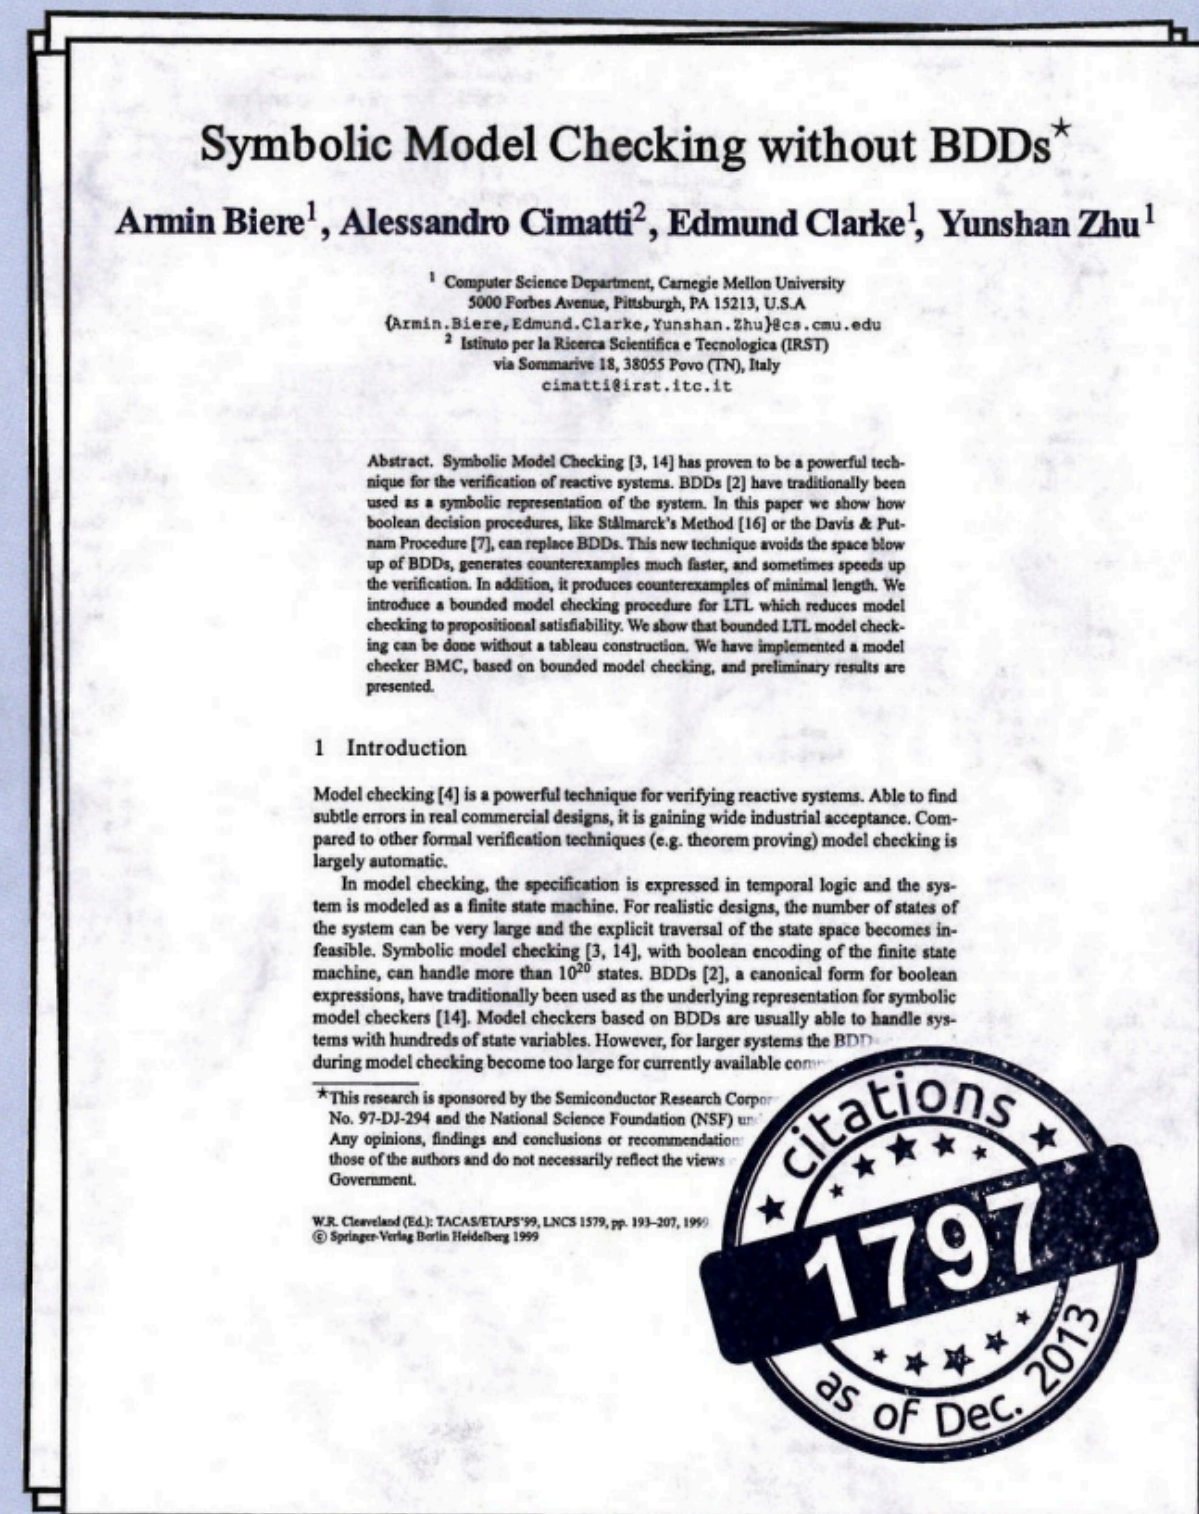 Symbolic Model Checking without BDDs*
Armin Biere1, Alessandro Cimatti2, Edmund Clarke1, Yunshan Zhu1
1 Computer Science Department, Carnegie Mellon University
5000 Forbes Avenue, Pittsburgh, PA 15213, U.S.A
{Armin.Biere,Edmund.Clarke,Yunshan.Zhu}@cs.cmu.edu
2 Istituto per la Ricerca Scientifica e Tecnologica (IRST)
via Sommarive 18, 38055 Povo (TN), Italy
cimatti@irst.itc.it
Abstract. Symbolic Model Checking [3, 14] has proven to be a powerful tech-
nique for the verification of reactive systems. BDDs [2] have traditionally been
used as a symbolic representation of the system. In this paper we show how
boolean decision procedures, like Stålmarck's Method [16] or the Davis & Put-
nam Procedure [7], can replace BDDs. This new technique avoids the space blow
up of BDDs, generates counterexamples much faster, and sometimes speeds up
the verification. In addition, it produces counterexamples of minimal length. We
introduce a bounded model checking procedure for LTL which reduces model
checking to propositional satisfiability. We show that bounded LTL model check-
ing can be done without a tableau construction. We have implemented a model
checker BMC, based on bounded model checking, and preliminary results are
presented.
1 Introduction
Model checking [4] is a powerful technique for verifying reactive systems. Able to find
subtle errors in real commercial designs, it is gaining wide industrial acceptance. Com-
pared to other formal verification techniques (e.g. theorem proving) model checking is
largely automatic.
In model checking, the specification is expressed in temporal logic and the sys-
tem is modeled as a finite state machine. For realistic designs, the number of states of
the system can be very large and the explicit traversal of the state space becomes in-
feasible. Symbolic model checking [3, 14], with boolean encoding of the finite state
machine, can handle more than 10^20 states. BDDs [2], a canonical form for boolean
expressions, have traditionally been used as the underlying representation for symbolic
model checkers [14]. Model checkers based on BDDs are usually able to handle sys-
tems with hundreds of state variables. However, for larger systems the BDD
during model checking become too large for currently available
*This research is sponsored by the Semiconductor Research
No. 97-DJ-294 and the National Science Foundation (NSF)
Any opinions, findings and conclusions or
those of the authors and do not necessarily reflect the views
Government.
W.R. Cleaveland (Ed.): TACAS/ETAPS'99, LNCS 1579, pp. 193–207, 1999
© Springer-Verlag Berlin Heidelberg 1999
citations
1797
as of Dec. 2013